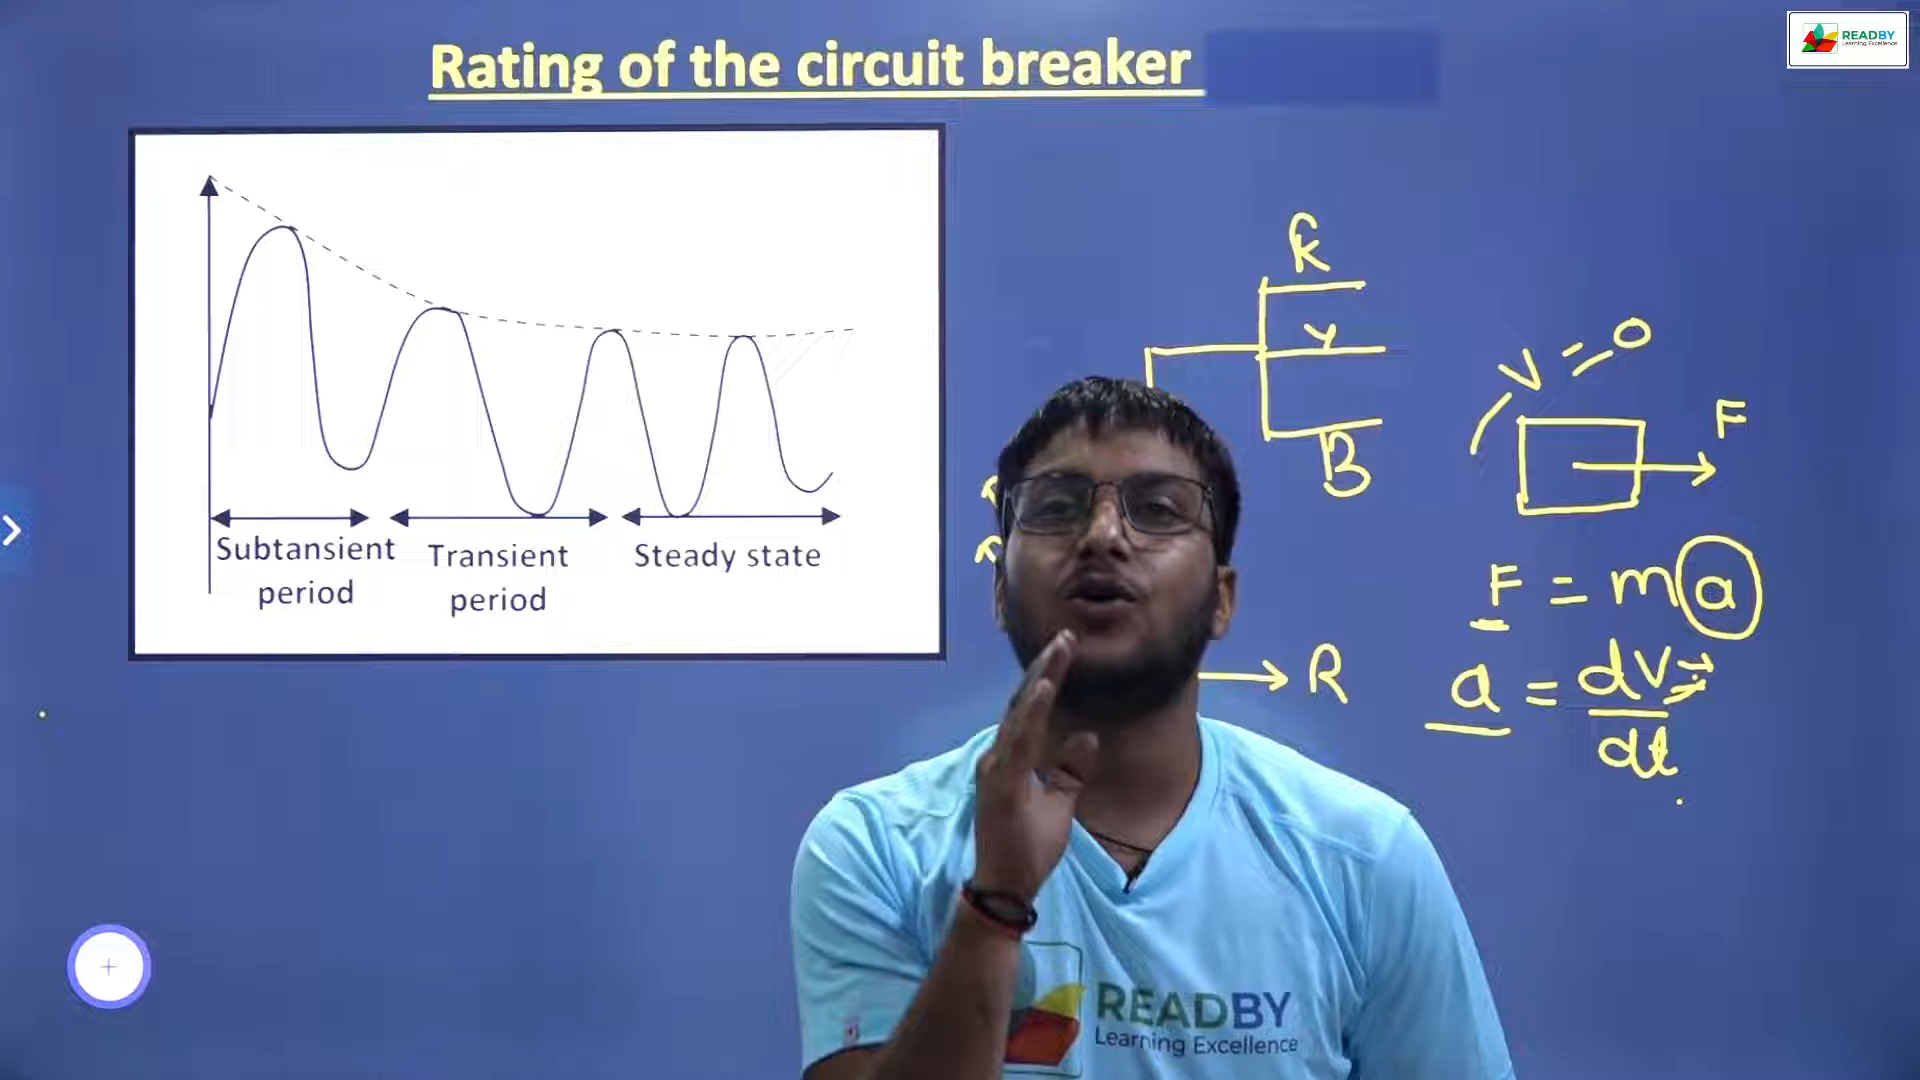 Rating of the circuit breaker
READBY
Learning Excellence
Subtansient
period
Transient
period
Steady state
R
y
B
V = 0
F
F = ma
a = dv
dt
R
READBY
Learning Excellence